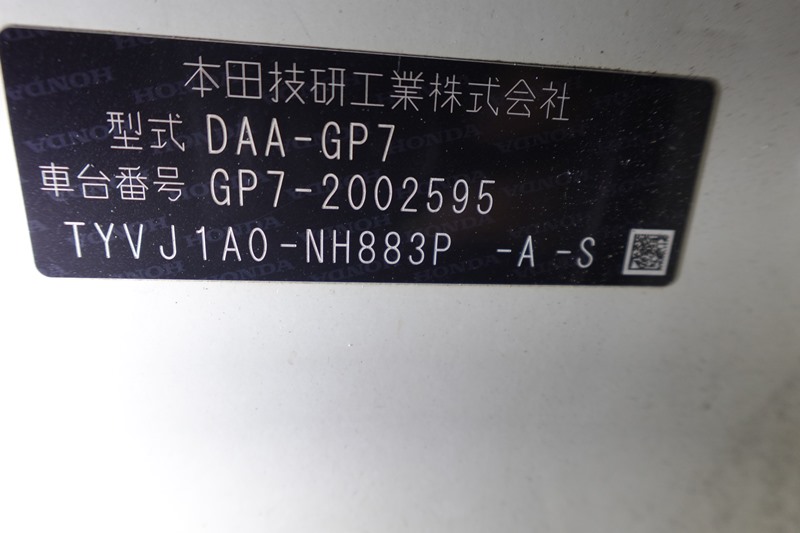 本田技研工業株式会社
型式 DAA-GP7
車台番号 GP7-2002595
TYVJ1A0-NH883P -A-S